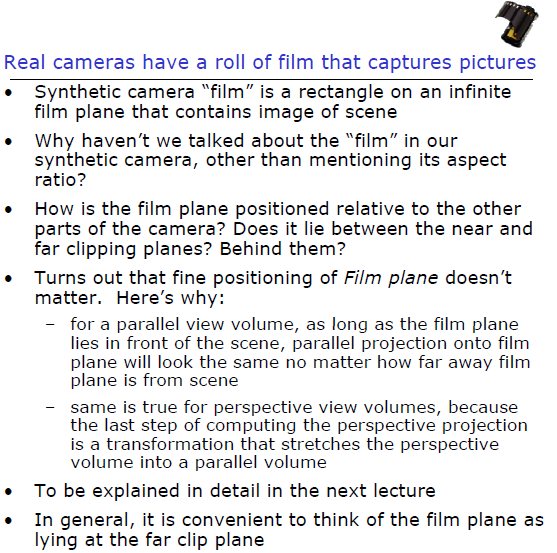 Real cameras have a roll of film that captures pictures
• Synthetic camera “film” is a rectangle on an infinite
film plane that contains image of scene
• Why haven’t we talked about the “film” in our
synthetic camera, other than mentioning its aspect
ratio?
• How is the film plane positioned relative to the other
parts of the camera? Does it lie between the near and
far clipping planes? Behind them?
• Turns out that fine positioning of Film plane doesn’t
matter.  Here’s why:
– for a parallel view volume, as long as the film plane
lies in front of the scene, parallel projection onto film
plane will look the same no matter how far away film
plane is from scene
– same is true for perspective view volumes, because
the last step of computing the perspective projection
is a transformation that stretches the perspective
volume into a parallel volume
• To be explained in detail in the next lecture
• In general, it is convenient to think of the film plane as
lying at the far clip plane